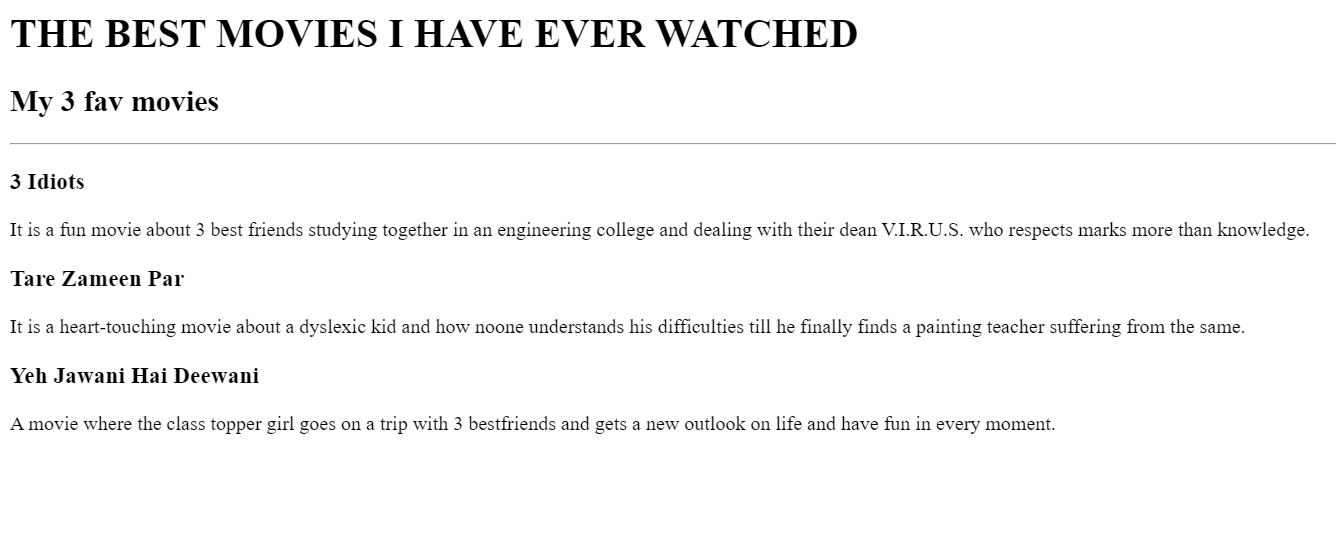 THE BEST MOVIES I HAVE EVER WATCHED
My 3 fav movies
3 Idiots
It is a fun movie about 3 best friends studying together in an engineering college and dealing with their dean V.I.R.U.S. who respects marks more than knowledge.
Tare Zameen Par
It is a heart-touching movie about a dyslexic kid and how noone understands his difficulties till he finally finds a painting teacher suffering from the same.
Yeh Jawani Hai Deewani
A movie where the class topper girl goes on a trip with 3 bestfriends and gets a new outlook on life and have fun in every moment.